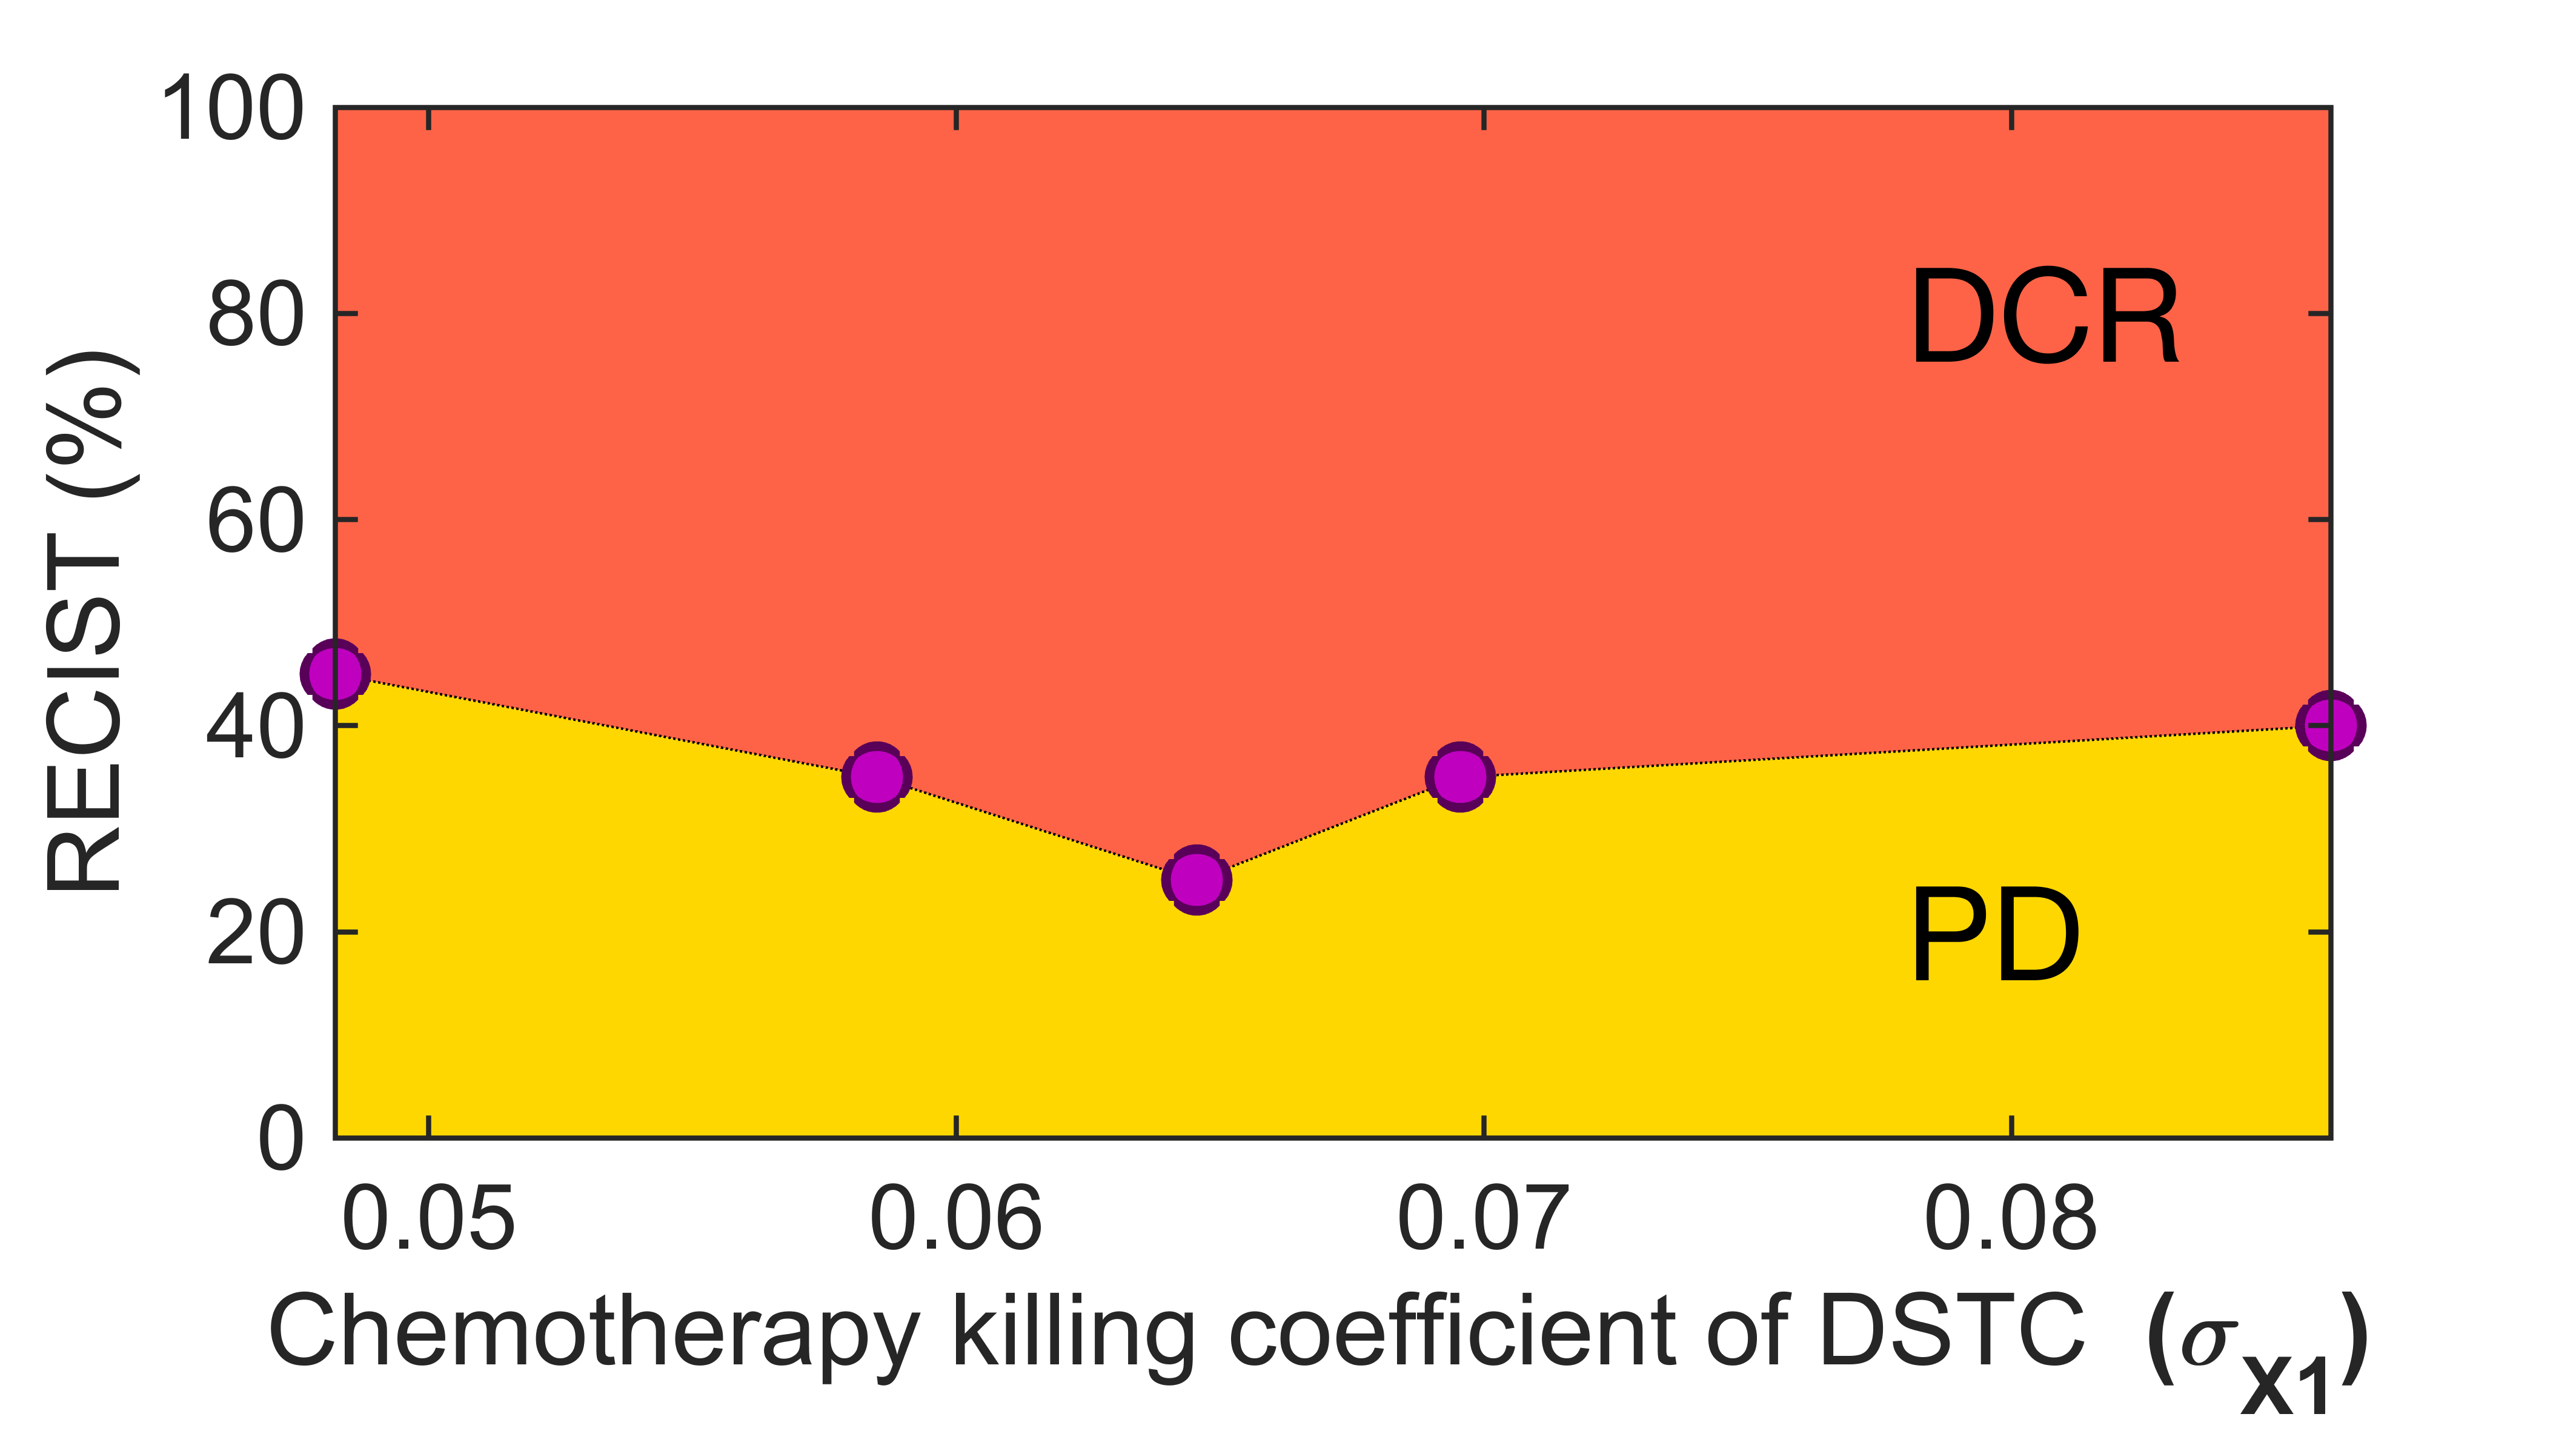 100
80
60
40
20
0
RECIST (%)
DCR
PD
0.05 0.06 0.07 0.08
Chemotherapy killing coefficient of DSTC (σX1)